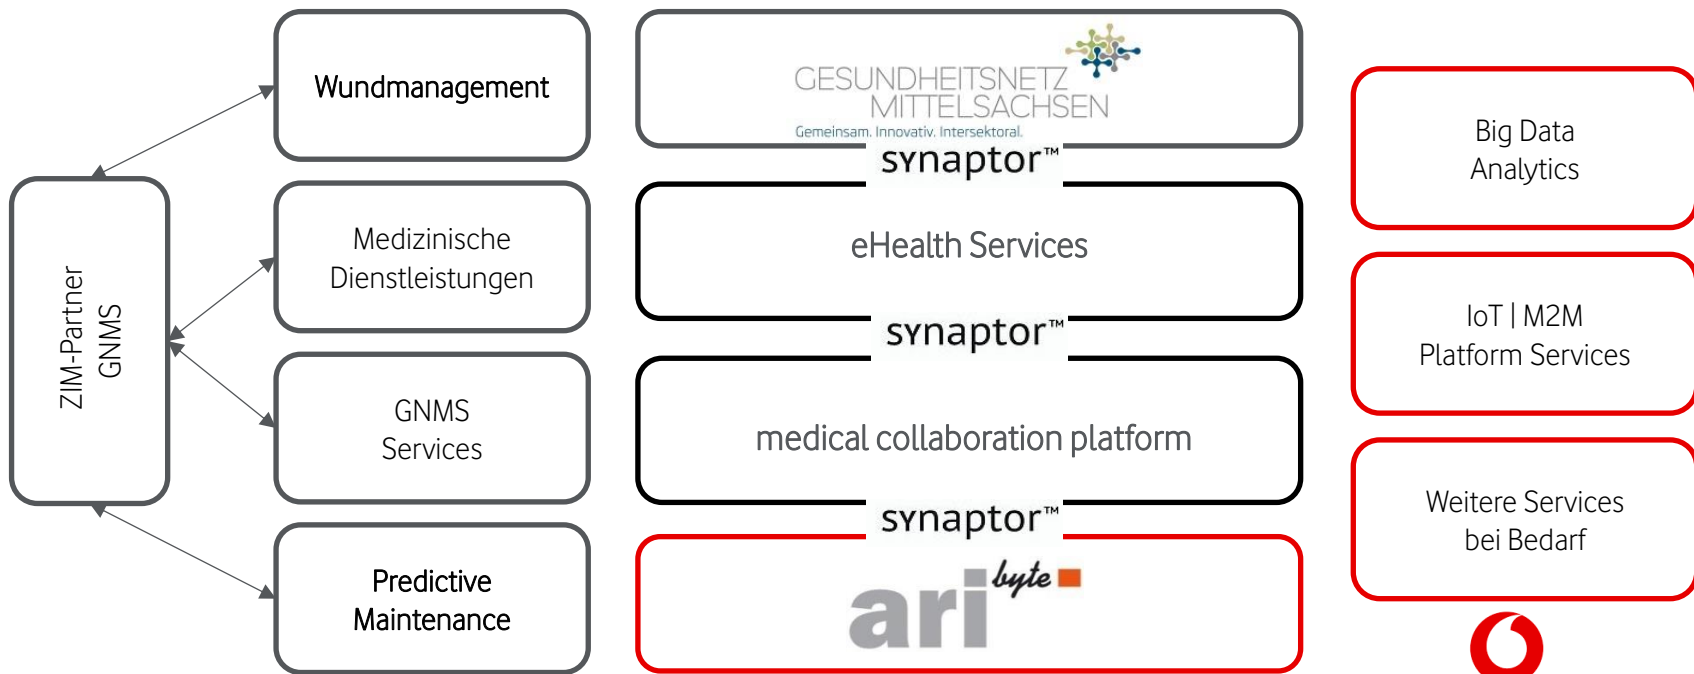 ZIM-Partner
GNMS
Wundmanagement
Medizinische
Dienstleistungen
GNMS
Services
Predictive
Maintenance
GESUNDHEITSNETZ
MITTELSACHSEN
Gemeinsam. Innovativ. Intersektoral.
synaptor™
eHealth Services
synaptor™
medical collaboration platform
synaptor™
ari byte
Big Data
Analytics
IoT | M2M
Platform Services
Weitere Services
bei Bedarf